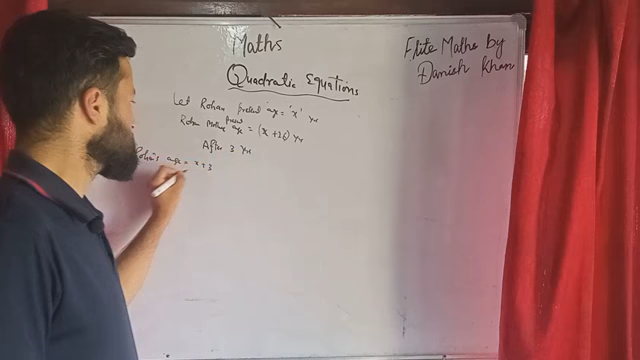 Maths
Elite Maths by
Danish Khan
Quadratic Equations
Let Rohan present age = 'x' yr
Rohan Mother present age = (x + 26) yr
After 3 yr
Rohan's age = x + 3